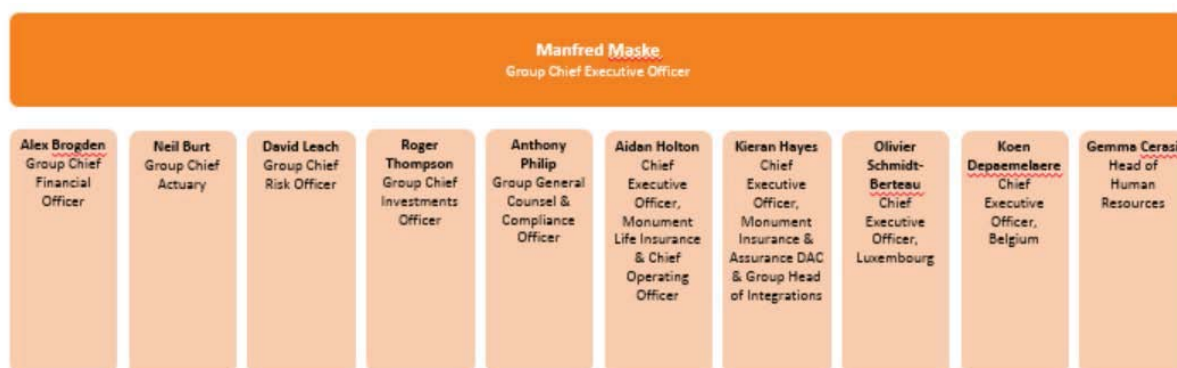 Manfred Maske
Group Chief Executive Officer
Alex Brogden
Group Chief
Financial
Officer
Neil Burt
Group Chief
Actuary
David Leach
Group Chief
Risk Officer
Roger
Thompson
Group Chief
Investments
Officer
Anthony
Philip
Group General
Counsel &
Compliance
Officer
Aidan Holton
Chief
Executive
Officer,
Monument
Life Insurance
& Chief
Operating
Officer
Kieran Hayes
Chief
Executive
Officer,
Monument
Insurance &
Assurance DAC
& Group Head
of Integrations
Olivier
Schmidt-
Berteau
Chief
Executive
Officer,
Luxembourg
Koen
Depaemelaere
Chief
Executive
Officer,
Belgium
Gemma Cerasi
Head of
Human
Resources